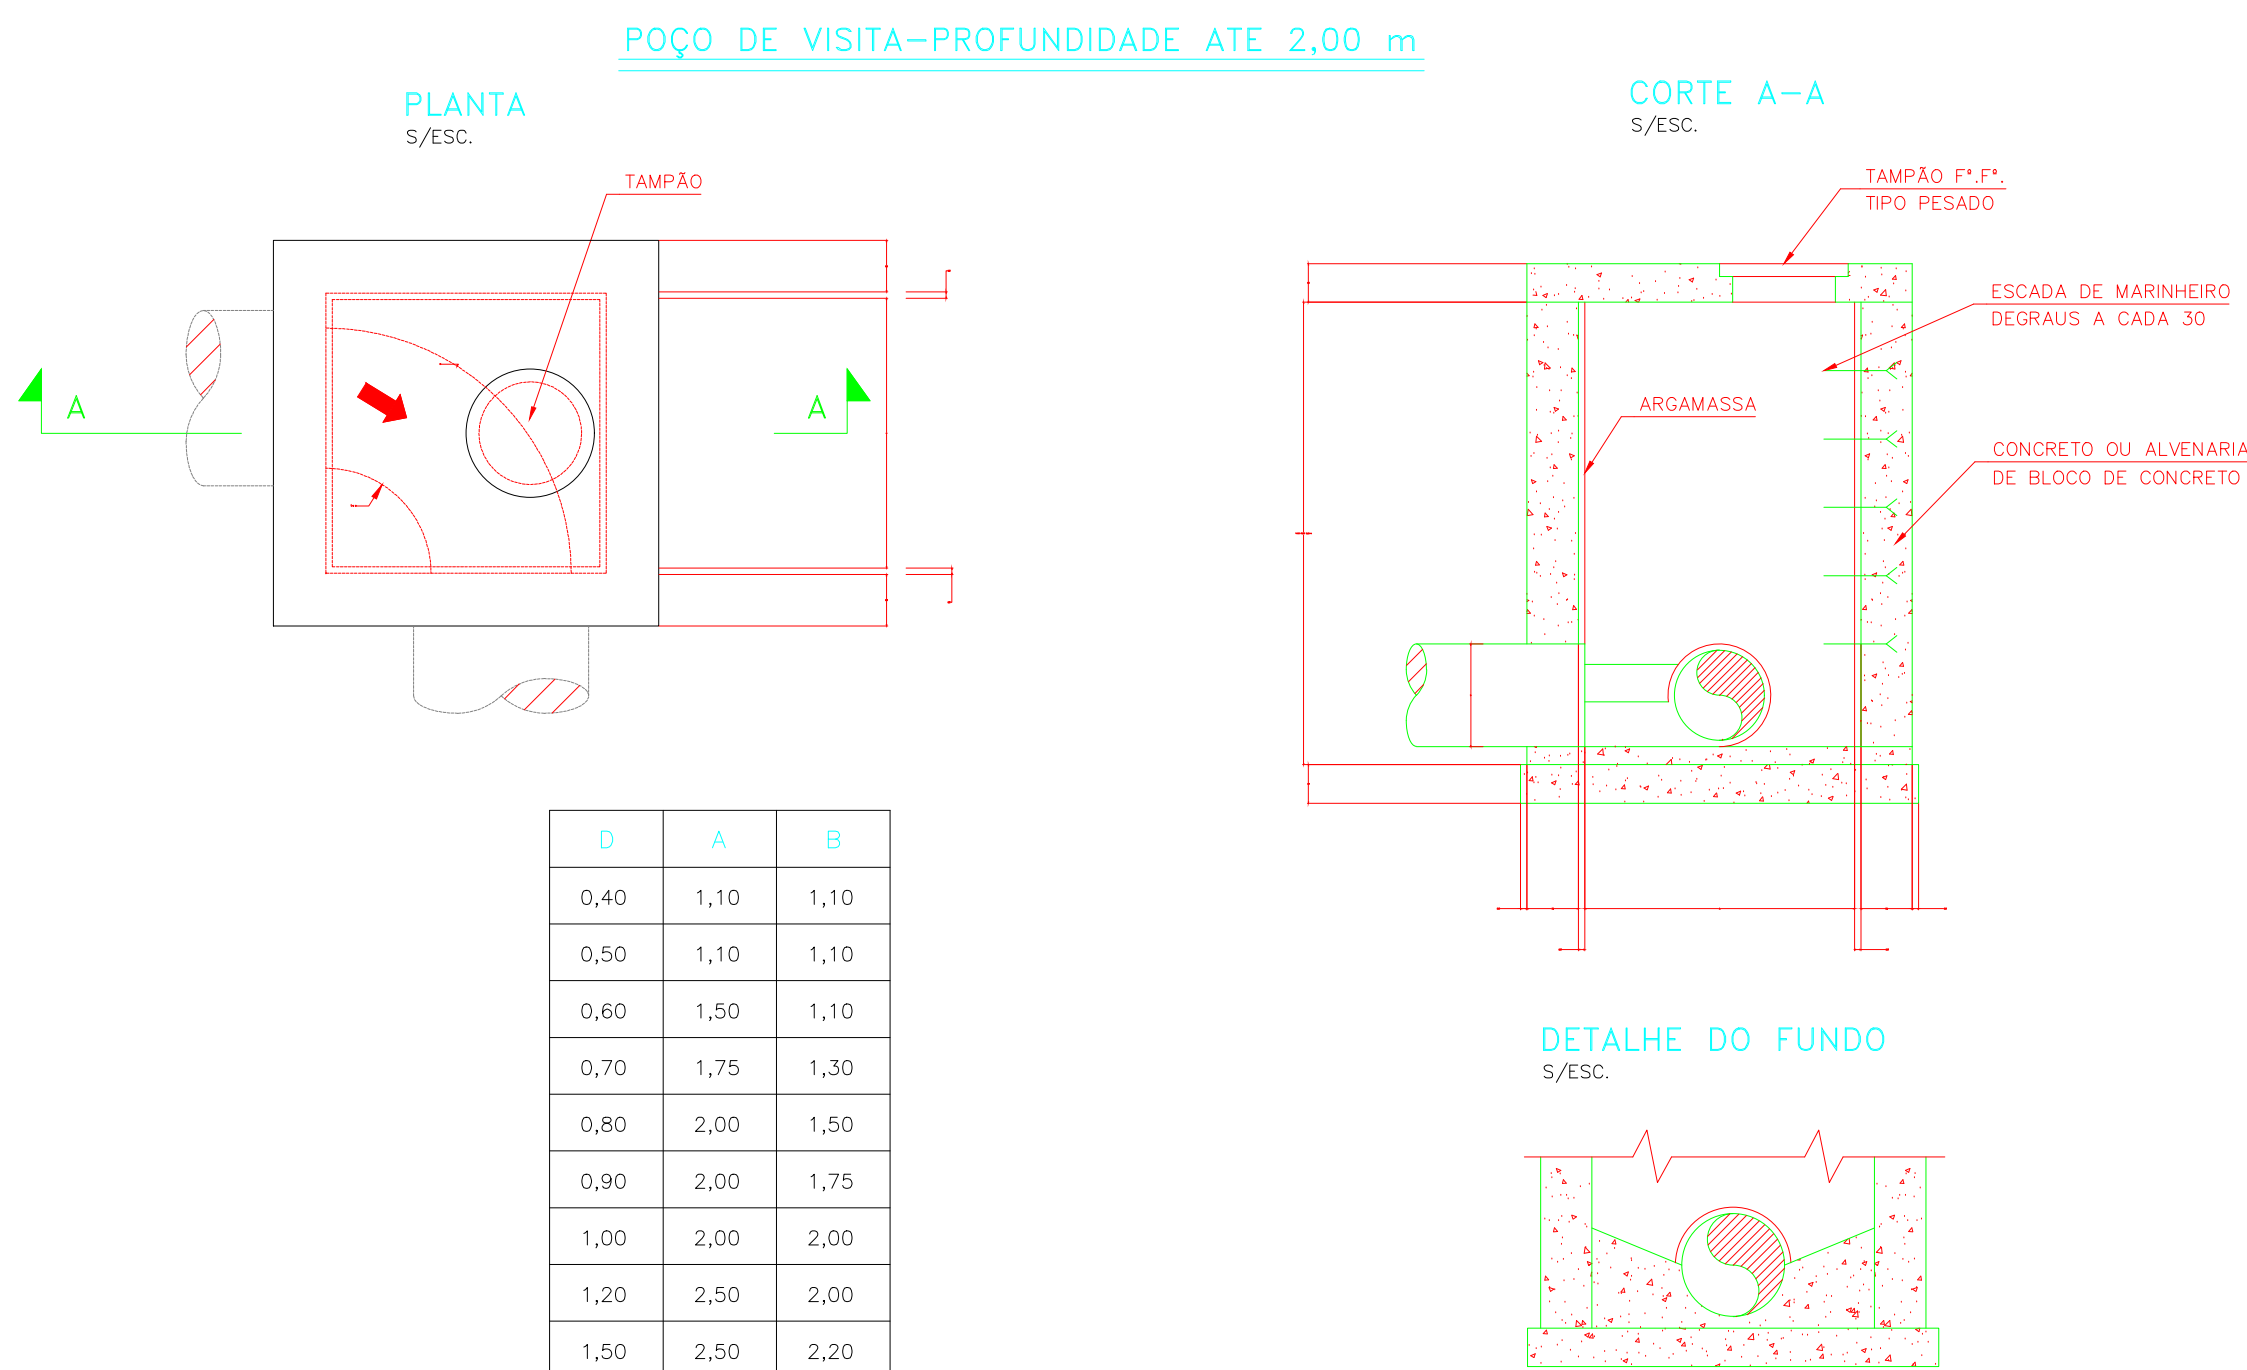 POÇO DE VISITA-PROFUNDIDADE ATE 2,00 m
PLANTA
S/ESC.
TAMPÃO
A
A
CORTE A-A
S/ESC.
TAMPÃO Fº.Fº.
TIPO PESADO
ESCADA DE MARINHEIRO
DEGRAUS A CADA 30
ARGAMASSA
CONCRETO OU ALVENARIA
DE BLOCO DE CONCRETO
D A B
0,40 1,10 1,10
0,50 1,10 1,10
0,60 1,50 1,10
0,70 1,75 1,30
0,80 2,00 1,50
0,90 2,00 1,75
1,00 2,00 2,00
1,20 2,50 2,00
1,50 2,50 2,20
DETALHE DO FUNDO
S/ESC.